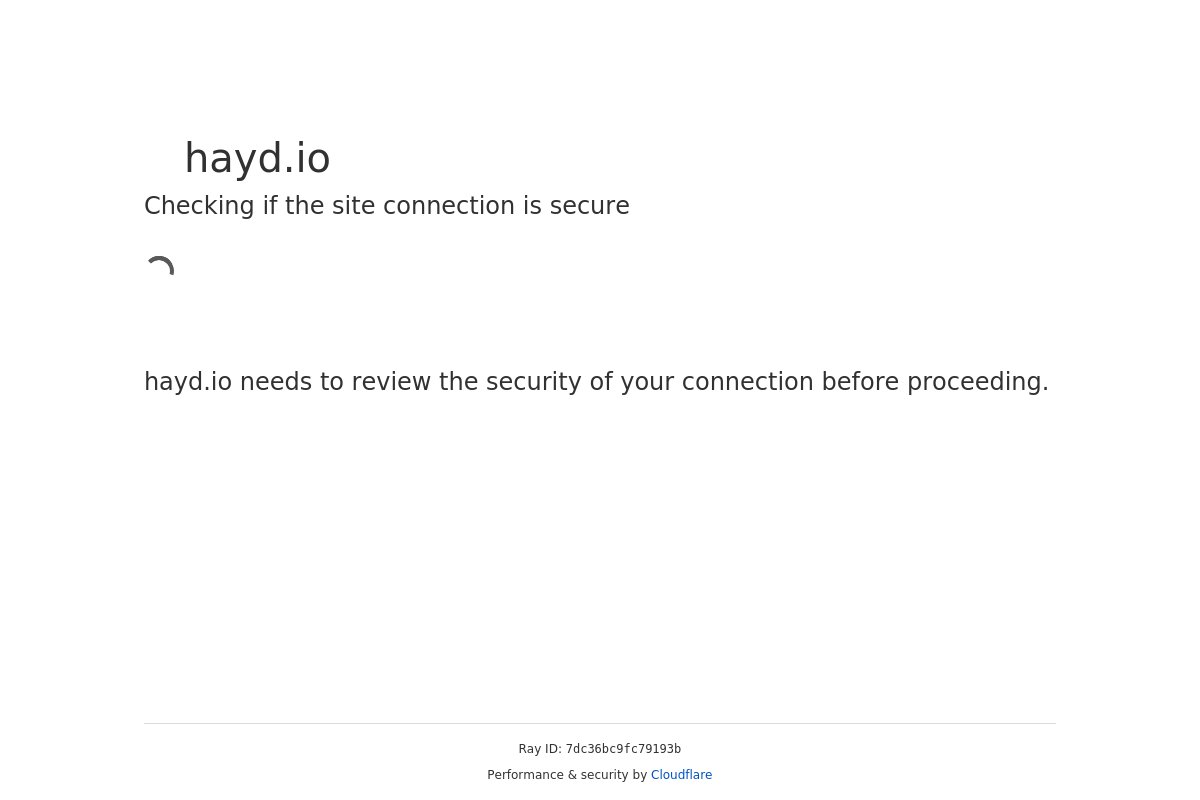 hayd.io
Checking if the site connection is secure
hayd.io needs to review the security of your connection before proceeding.
Ray ID: 7dc36bc9fc79193b
Performance & security by Cloudflare